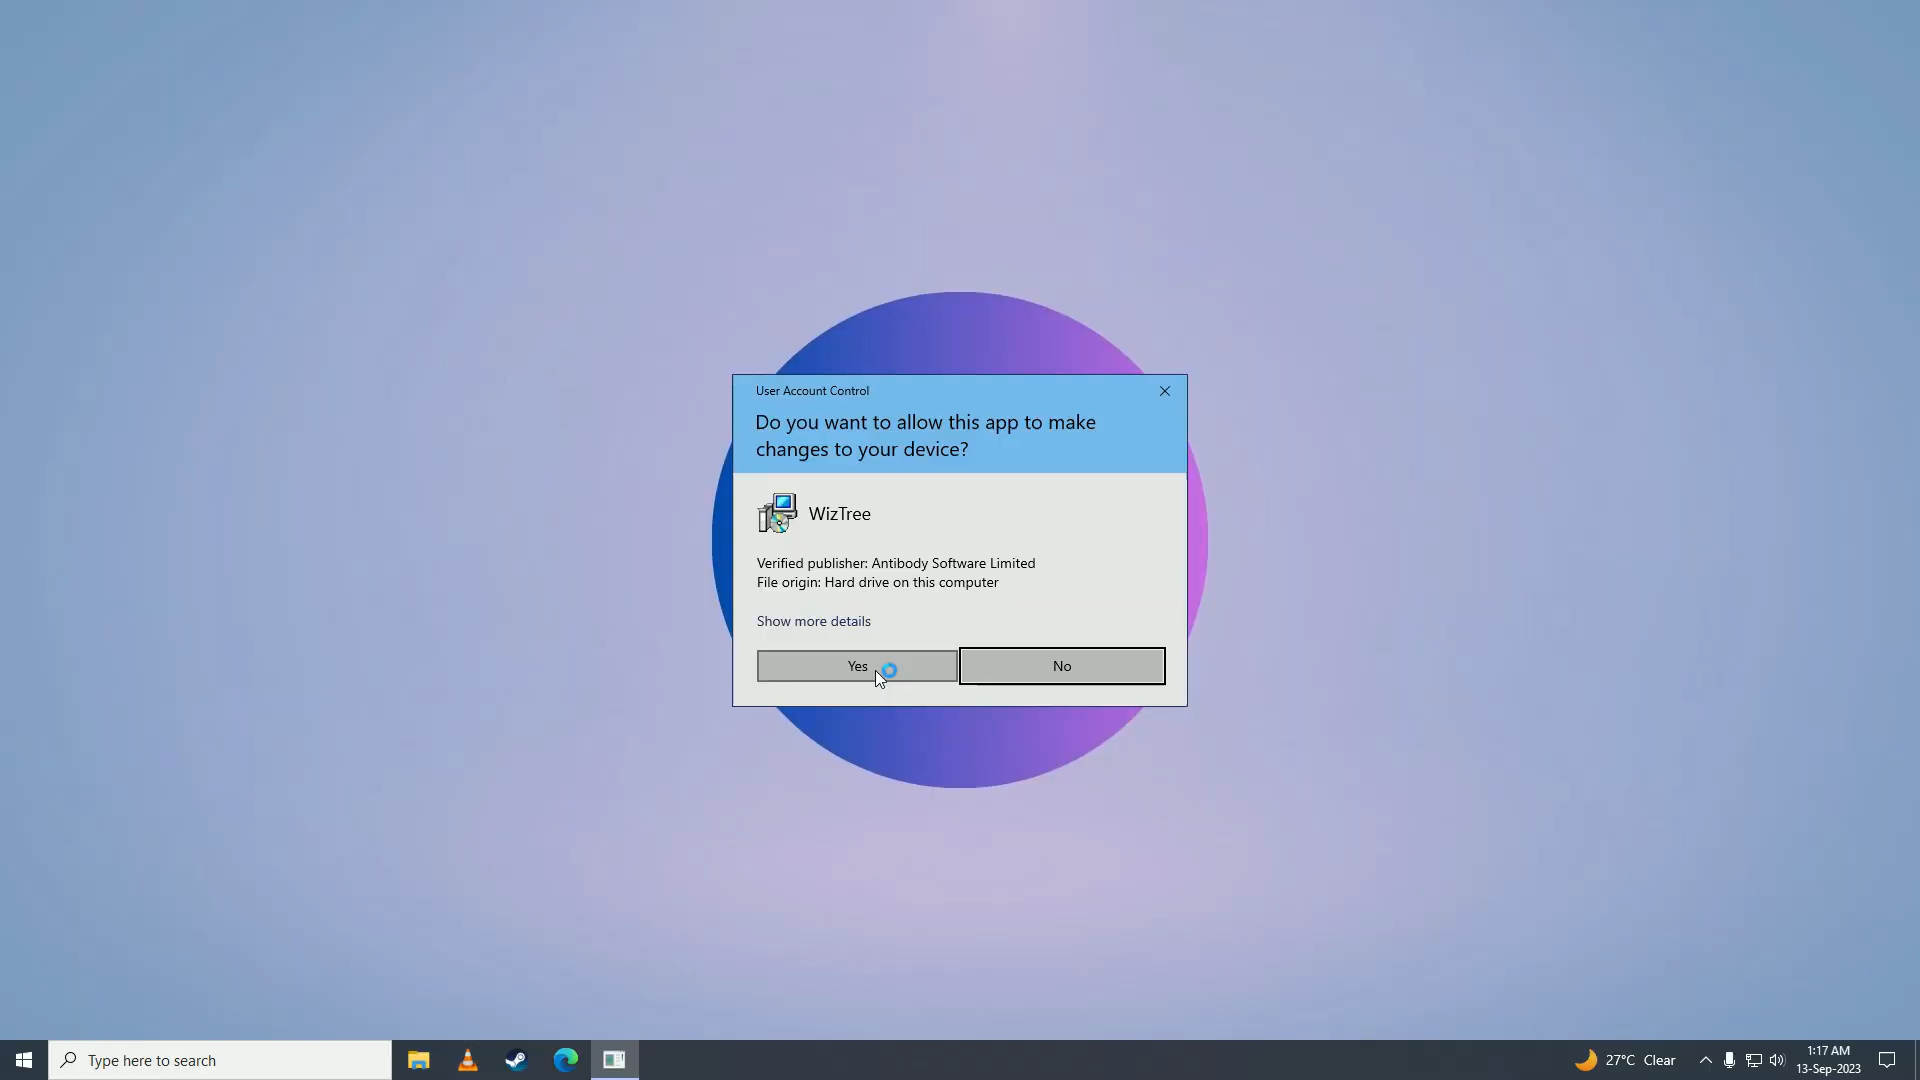 User Account Control
Do you want to allow this app to make
changes to your device?
WizTree
Verified publisher: Antibody Software Limited
File origin: Hard drive on this computer
Show more details
Yes
No
Type here to search
27°C Clear
1:17 AM
13-Sep-2023